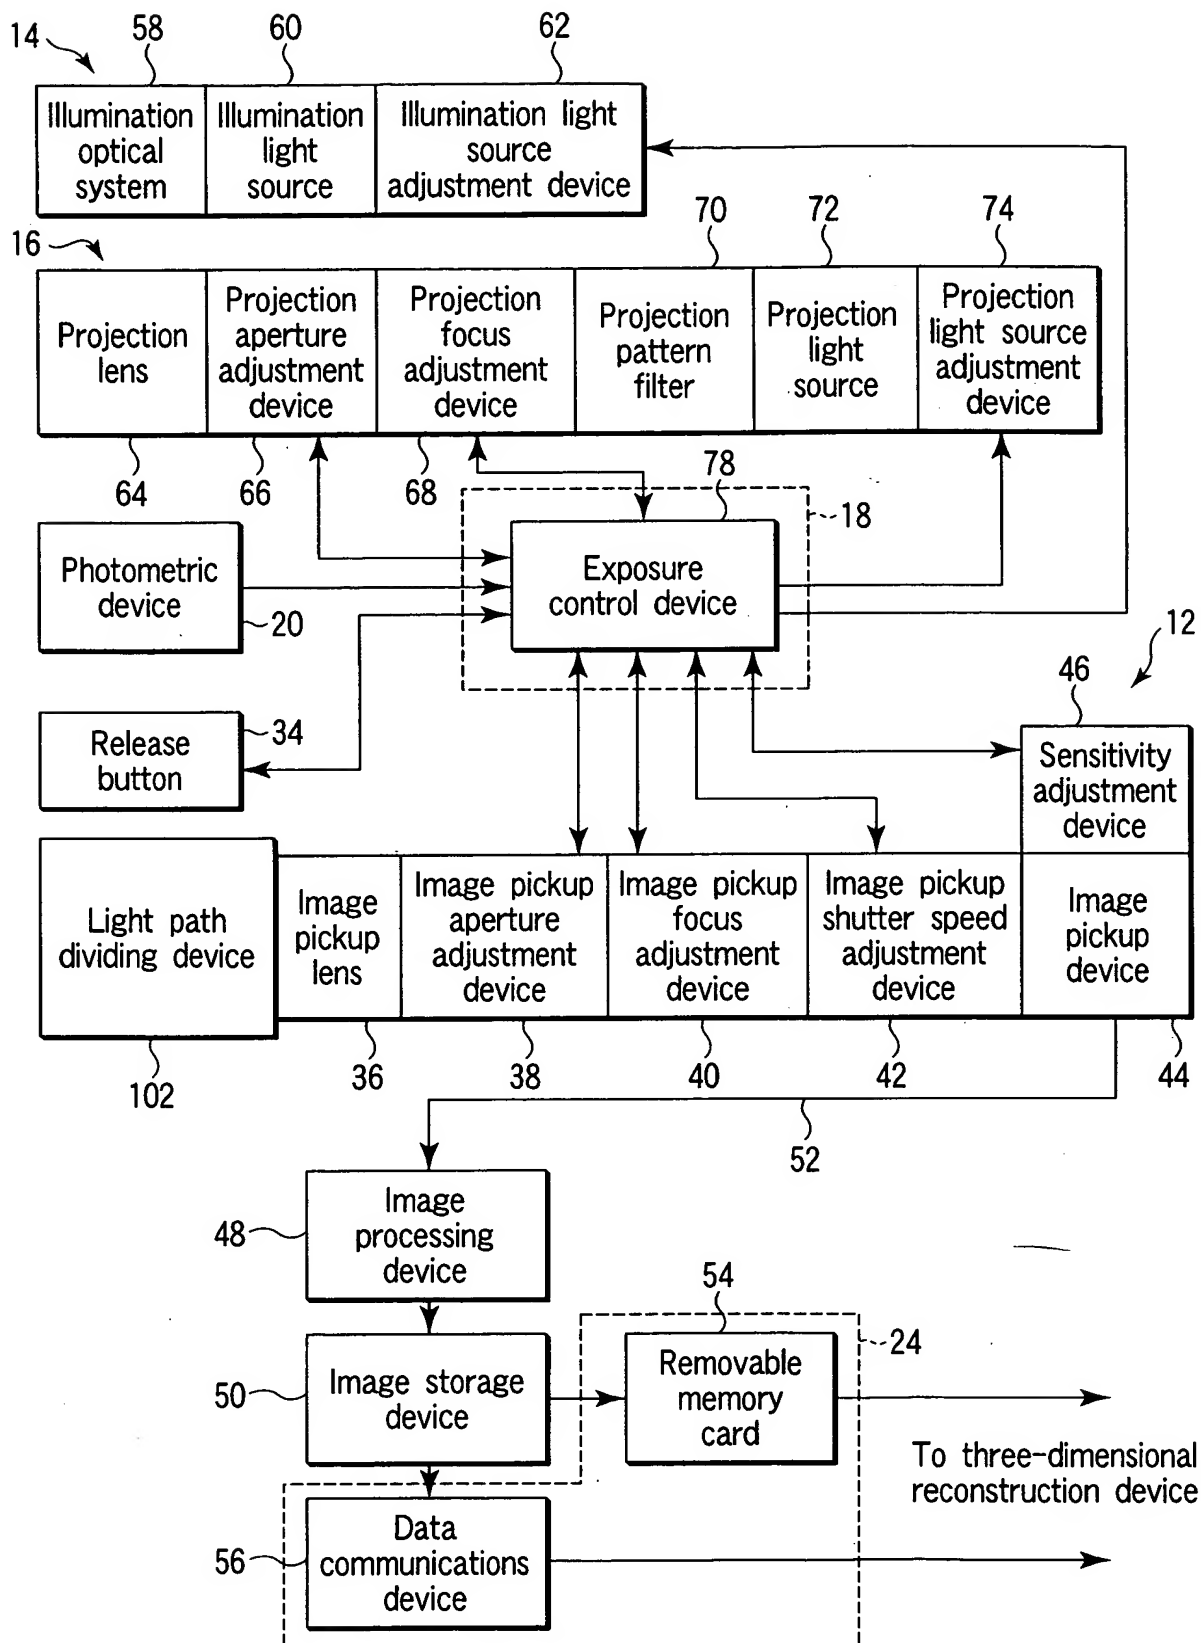 14
58
60
62
Illumination
optical
system
Illumination
light
source
Illumination light
source
adjustment device
16
70
72
74
Projection
lens
Projection
aperture
adjustment
device
Projection
focus
adjustment
device
Projection
pattern
filter
Projection
light
source
Projection
light source
adjustment
device
64
66
68
78
18
Photometric
device
20
Exposure
control device
12
46
Release
button
34
Sensitivity
adjustment
device
Light path
dividing device
Image
pickup
lens
Image pickup
aperture
adjustment
device
Image pickup
focus
adjustment
device
Image pickup
shutter speed
adjustment
device
Image
pickup
device
102
36
38
40
42
44
52
48
Image
processing
device
54
24
50
Image storage
device
Removable
memory
card
To three-dimensional
reconstruction device
56
Data
communications
device